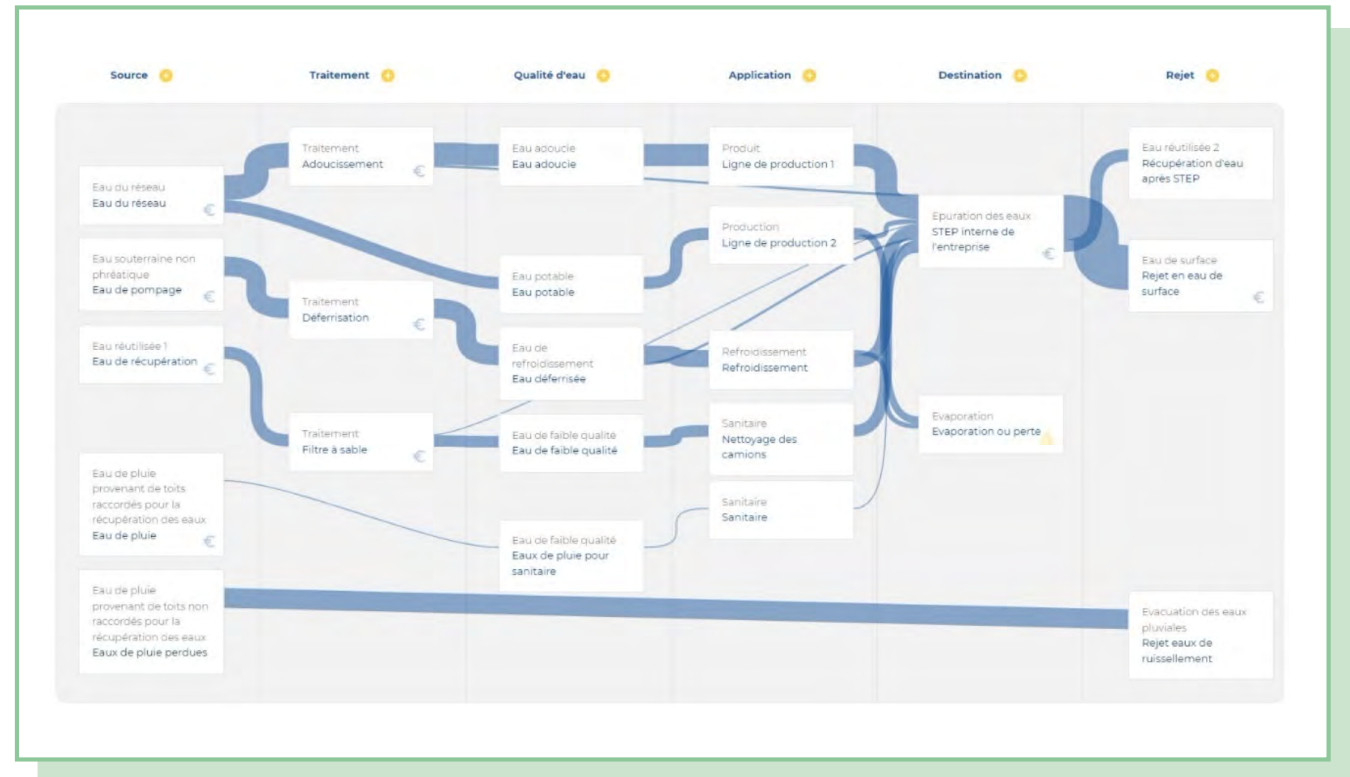 Source
Traitement
Qualité d'eau
Application
Destination
Rejet
Eau du réseau
Eau du réseau
€
Eau souterraine non
phréatique
Eau de pompage
€
Eau réutilisée 1
Eau de récupération
€
Eau de pluie
provenant de toits
raccordés pour la
récupération des eaux
Eau de pluie
€
Eau de pluie
provenant de toits non
raccordés pour la
récupération des eaux
Eaux de pluie perdues
Traitement
Adoucissement
€
Traitement
Déferrisation
€
Traitement
Filtre à sable
€
Eau adoucie
Eau adoucie
Eau potable
Eau potable
Eau de
refroidissement
Eau déferrisée
Eau de faible qualité
Eau de faible qualité
Eau de faible qualité
Eaux de pluie pour
sanitaire
Produit
Ligne de production 1
Production
Ligne de production 2
Refroidissement
Refroidissement
Sanitaire
Nettoyage des
camions
Sanitaire
Sanitaire
Epuration des eaux
STEP interne de
l'entreprise
€
Evaporation
Evaporation ou perte
Eau réutilisée 2
Récupération d'eau
après STEP
Eau de surface
Rejet en eau de
surface
€
Evacuation des eaux
pluviales
Rejet eaux de
ruissellement